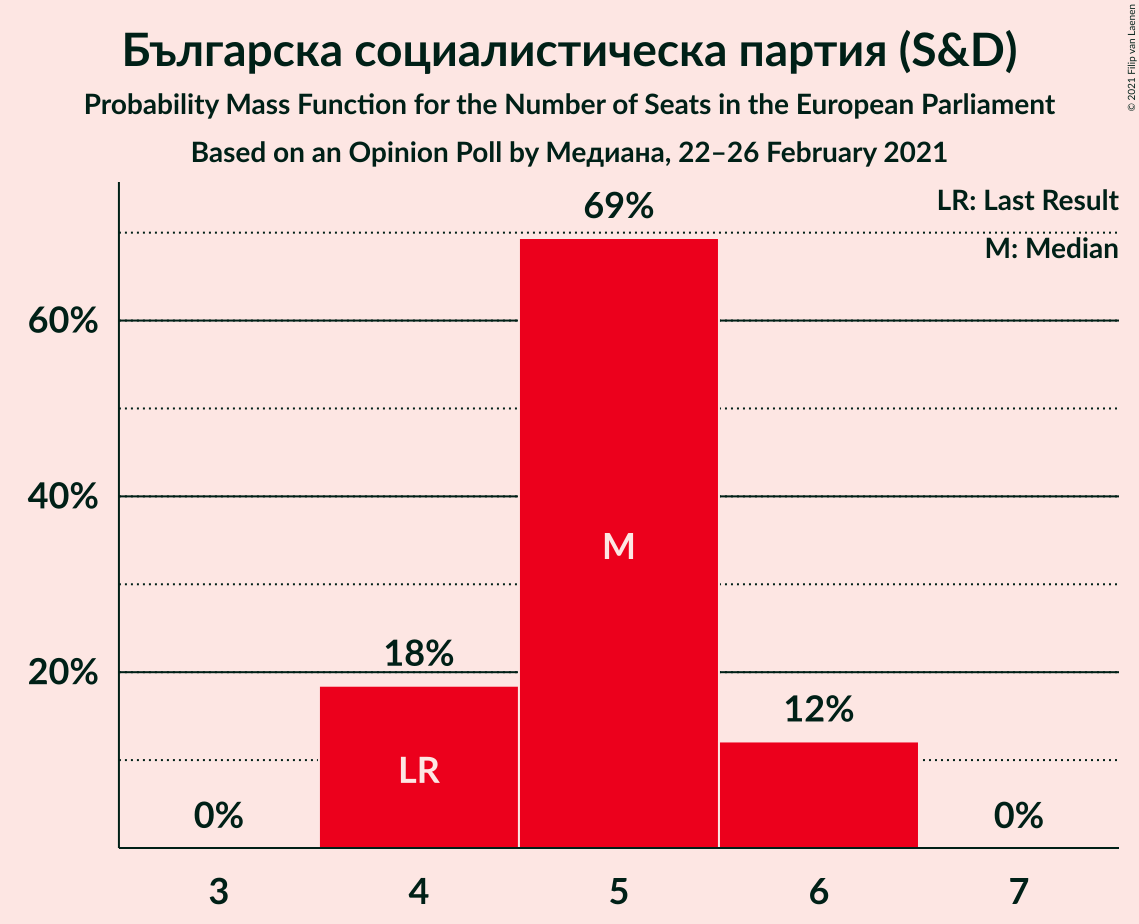 Българска социалистическа партия (S&D)
Probability Mass Function for the Number of Seats in the European Parliament
Based on an Opinion Poll by Медиана, 22–26 February 2021
© 2021 Filip van Laenen
LR: Last Result
M: Median
69%
60%
40%
M
20%
18%
12%
LR
0%
0%
3 4 5 6 7